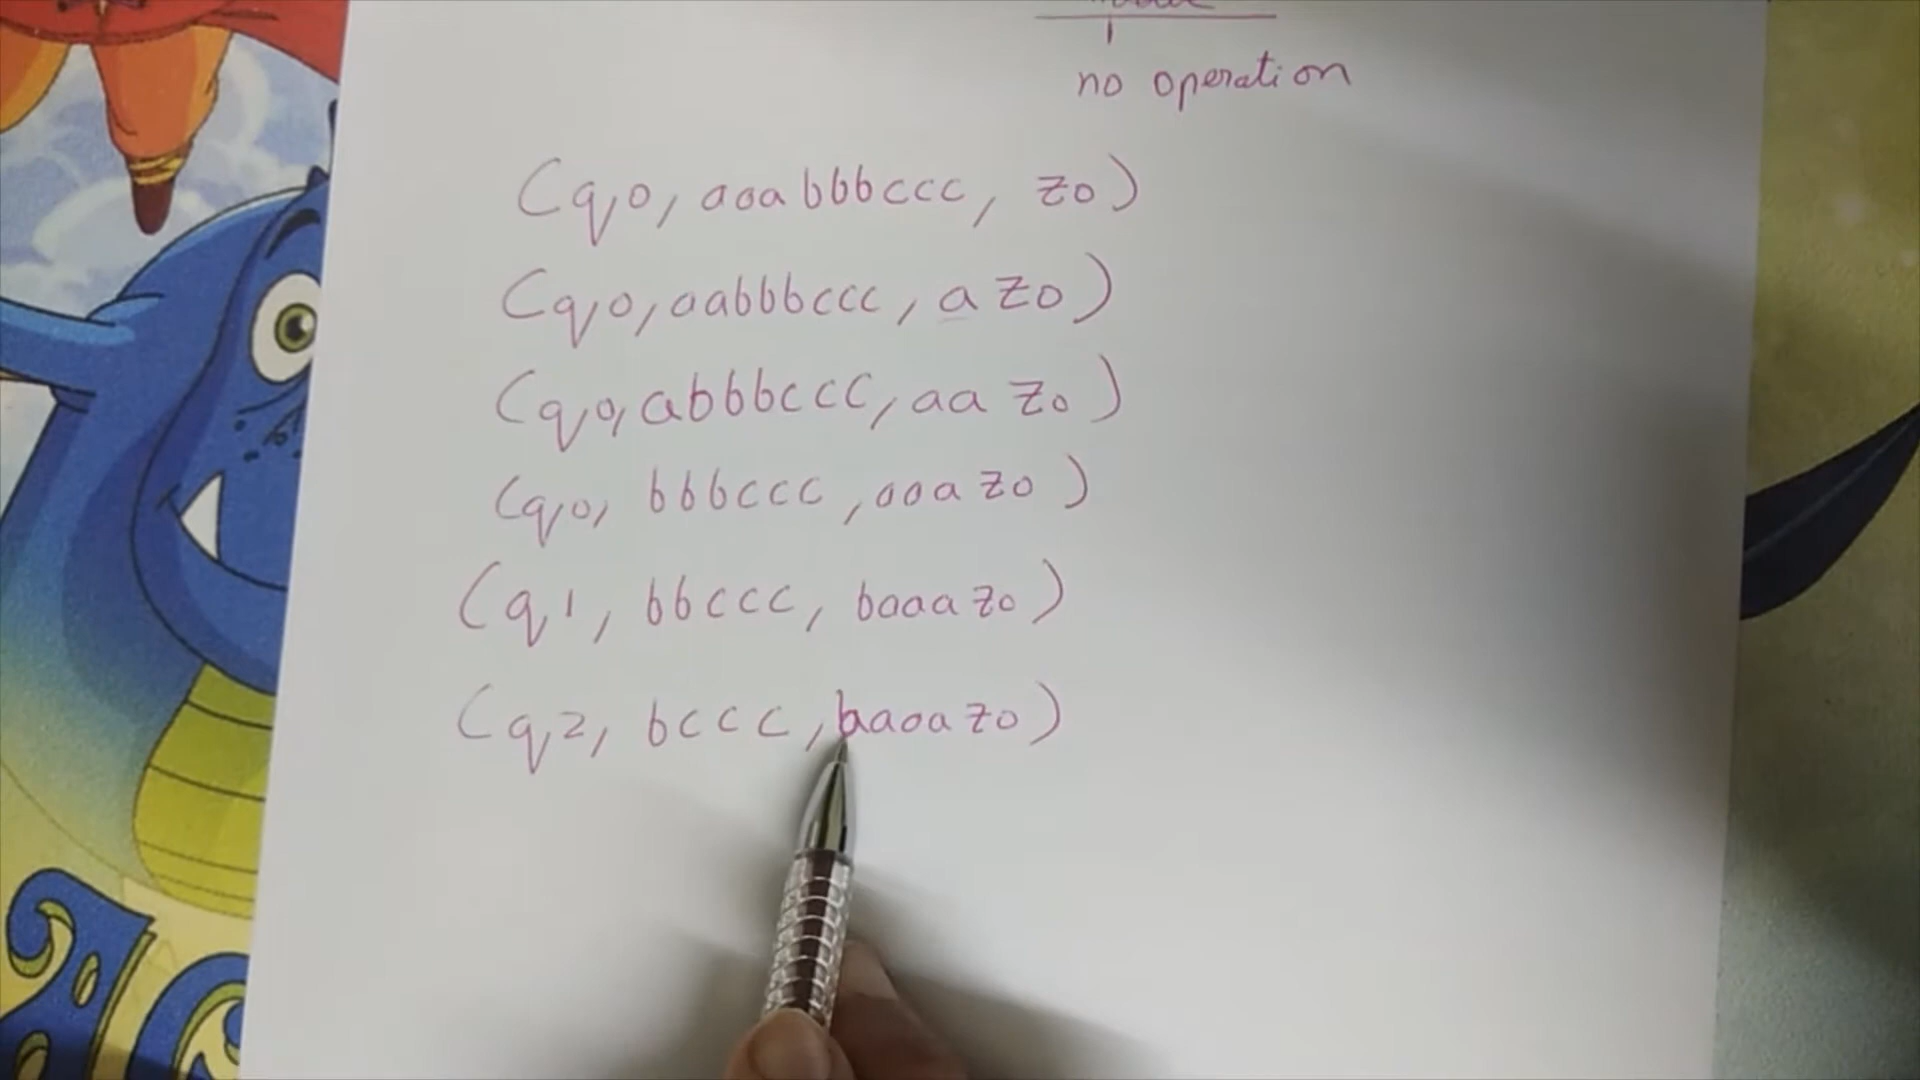 no operation
(q0, aaabbbccc, z0)
(q0, aabbbccc, az0)
(q0, abbbccc, aaz0)
(q0, bbbccc, aaaz0)
(q1, bbccc, baaaz0)
(q2, bccc, baaaz0)